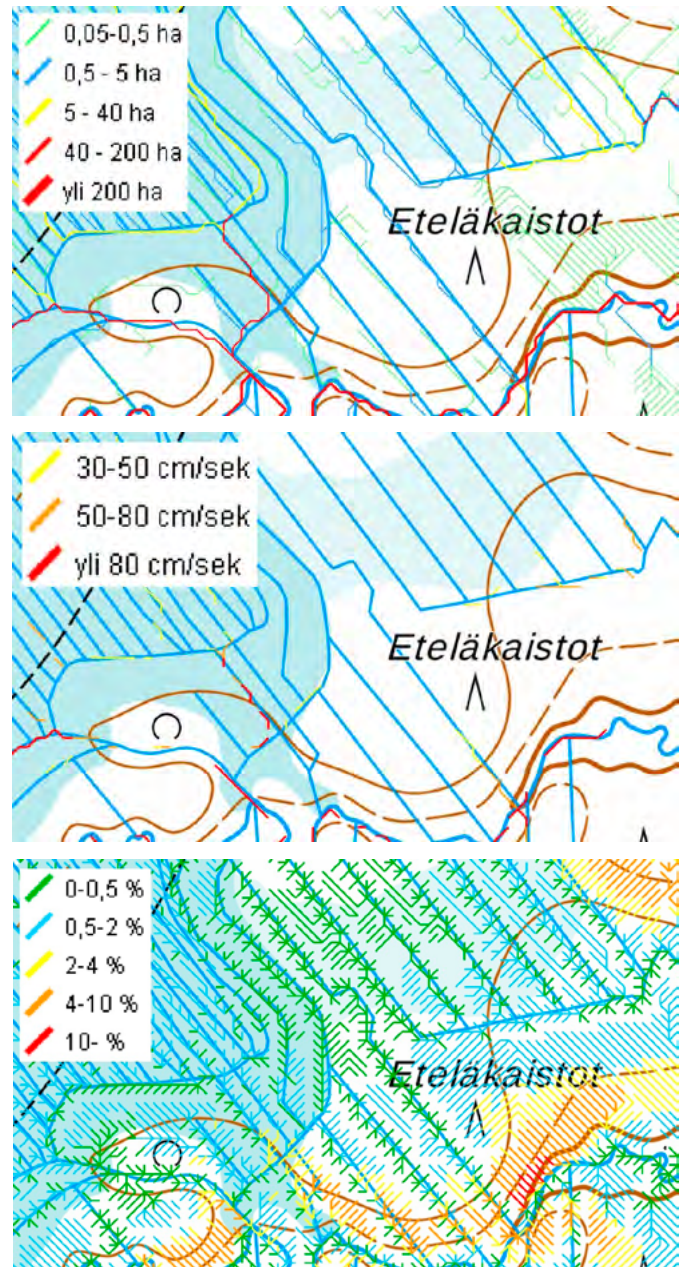 0,05-0,5 ha
0,5 - 5 ha
5 - 40 ha
40 - 200 ha
yli 200 ha
Eteläkaistot
30-50 cm/sek
50-80 cm/sek
yli 80 cm/sek
Eteläkaistot
0-0,5 %
0,5-2 %
2-4 %
4-10 %
10- %
Eteläkaistot